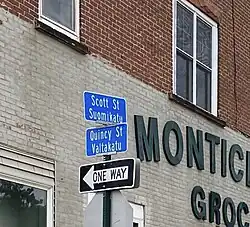 Scott St
Suomikatu
Quincy St
Valtakatu
ONE WAY
MONTIC
GROC